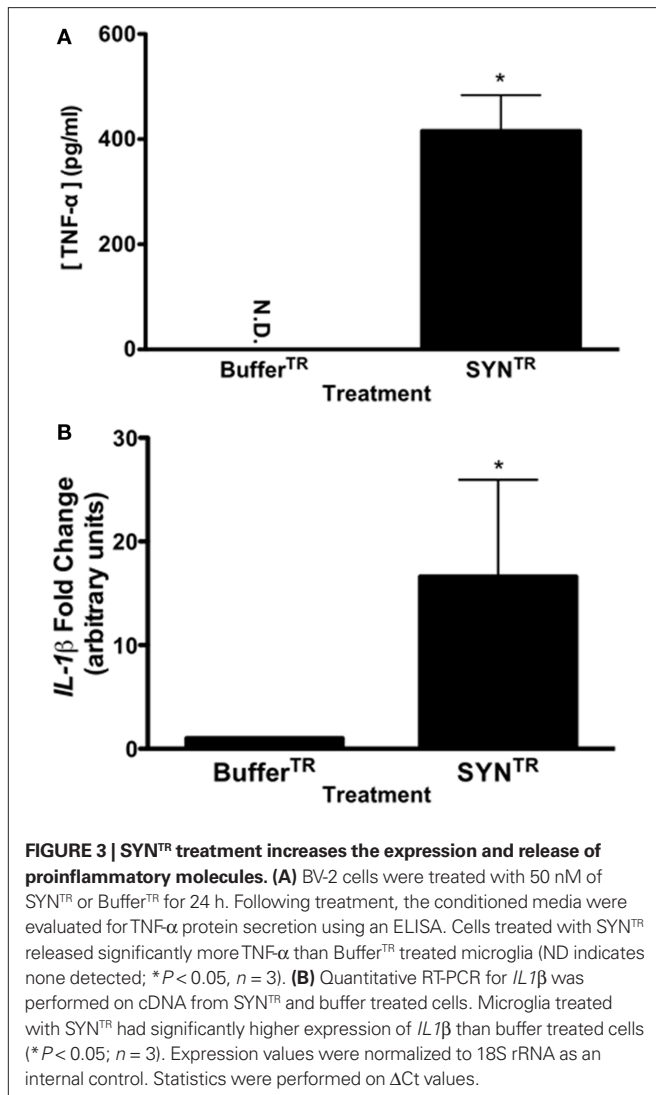 A
600
400
200
0
[ TNF-α ] (pg/ml)
*
N.D.
Buffer^TR
SYN^TR
Treatment
B
30
20
10
0
IL-1β Fold Change
(arbitrary units)
*
Buffer^TR
SYN^TR
Treatment
FIGURE 3 | SYN^TR treatment increases the expression and release of
proinflammatory molecules. (A) BV-2 cells were treated with 50 nM of
SYN^TR or Buffer^TR for 24 h. Following treatment, the conditioned media were
evaluated for TNF-α protein secretion using an ELISA. Cells treated with SYN^TR
released significantly more TNF-α than Buffer^TR treated microglia (ND indicates
none detected; *P < 0.05, n = 3). (B) Quantitative RT-PCR for IL1β was
performed on cDNA from SYN^TR and buffer treated cells. Microglia treated
with SYN^TR had significantly higher expression of IL1β than buffer treated cells
(*P < 0.05; n = 3). Expression values were normalized to 18S rRNA as an
internal control. Statistics were performed on ΔCt values.